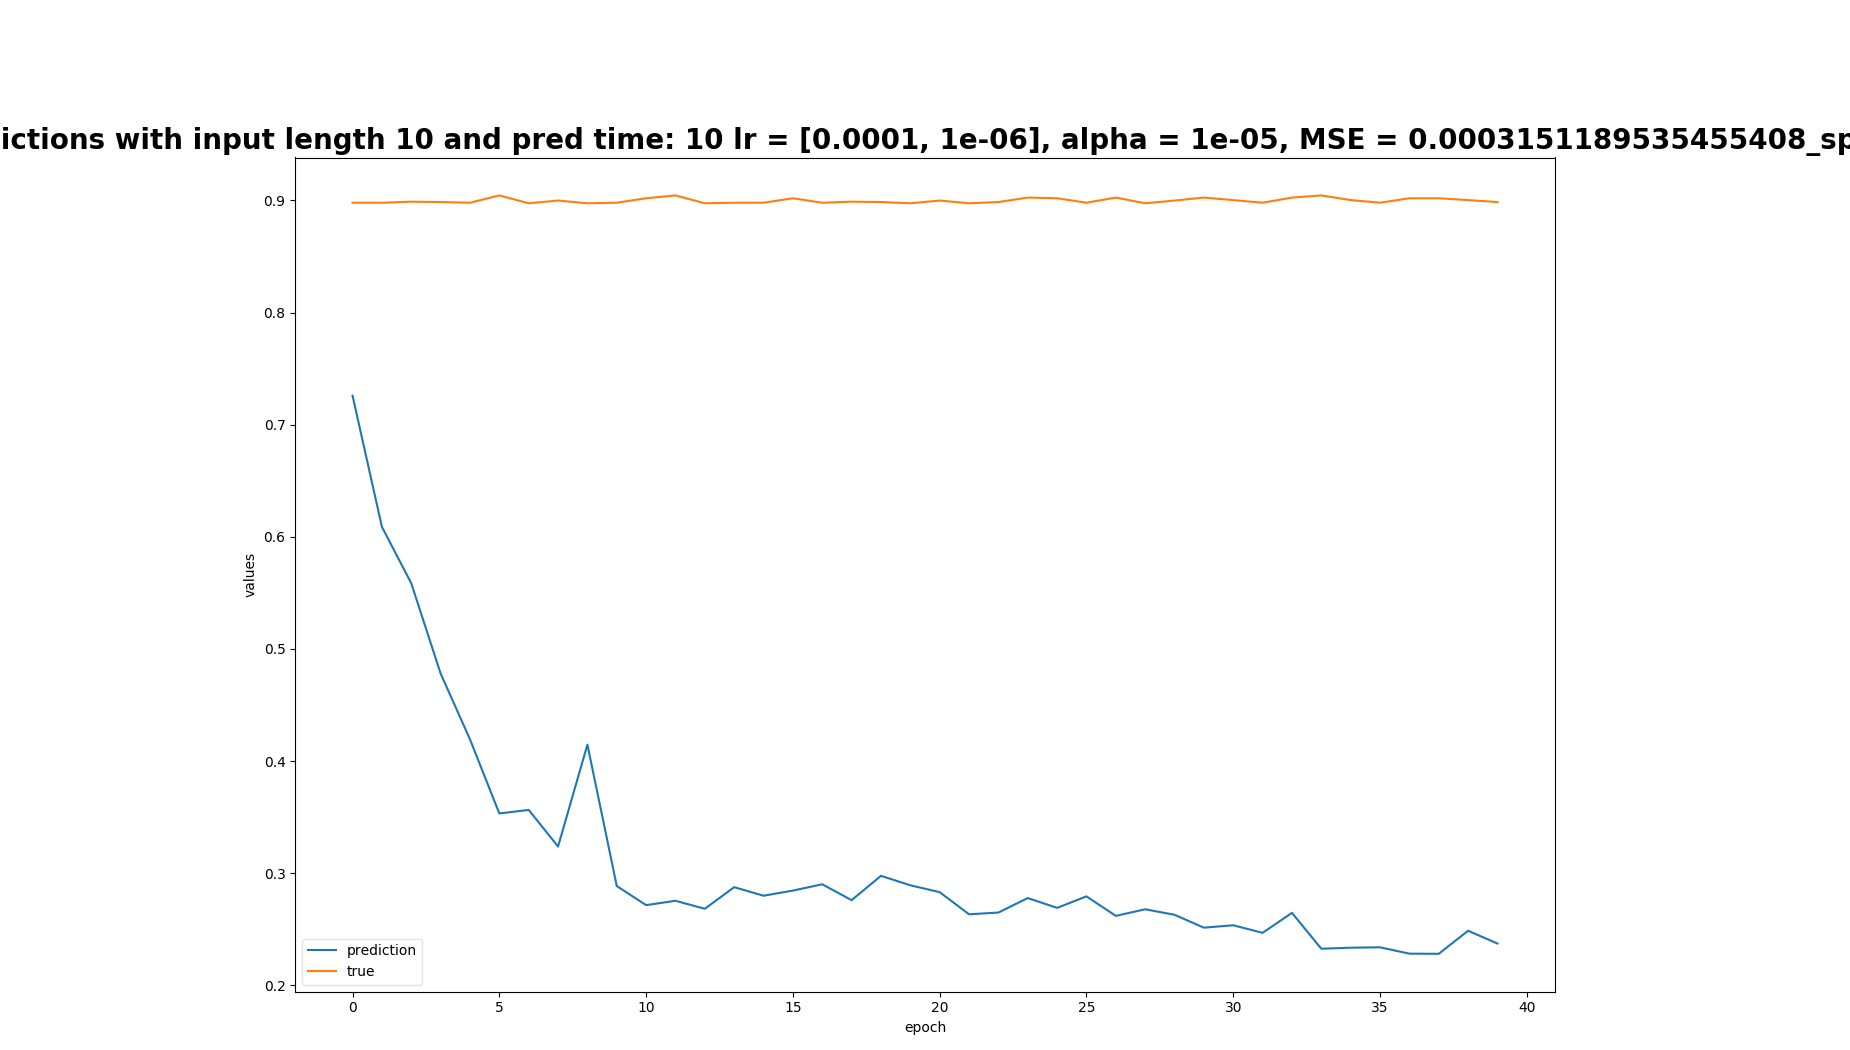 ictions with input length 10 and pred time: 10 lr = [0.0001, 1e-06], alpha = 1e-05, MSE = 0.0003151189535455408_sp
0.9
0.8
0.7
0.6
0.5
0.4
0.3
0.2
values
prediction
true
0 5 10 15 20 25 30 35 40
epoch